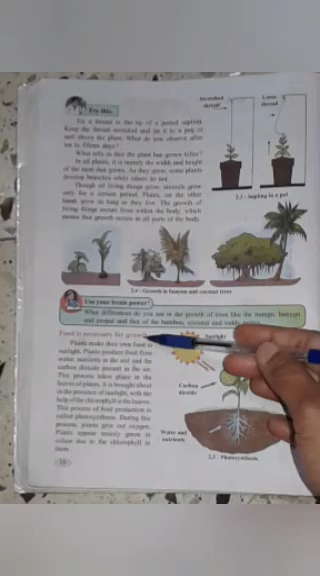 Try this.
Stretched thread
Loose thread
Tie a thread to the tip of a potted sapling.
Keep the thread stretched and tie it to a peg in
wall above the plant. What do you observe after
ten to fifteen days?
What tells us that the plant has grown taller?
In all plants, it is mainly the width and height
of the stem that grows. As they grow, some plants
develop branches while others do not.
Though all living things grow, animals grow
only for a certain period. Plants, on the other
hand, grow as long as they live. The growth of
living things occurs from within the body, which
means that growth occurs in all parts of the body.
2.3 : Sapling in a pot
2.4 : Growth in banyan and coconut trees
Use your brain power!
What differences do you see in the growth of trees like the mango, banyan
and peepal and that of the bamboo, coconut and
Food is necessary for growth
Plants make their own food in
sunlight. Plants produce food from
water, nutrients in the soil and the
carbon dioxide present in the air.
This process takes place in the
leaves of plants. It is brought about
in the presence of sunlight, with the
help of the chlorophyll in the leaves.
This process of food production is
called photosynthesis. During this
process, plants give out oxygen.
Plants appear mainly green in
colour due to the chlorophyll in
them.
Sunlight
Carbon dioxide
Water and nutrients
2.5 : Photosynthesis
10